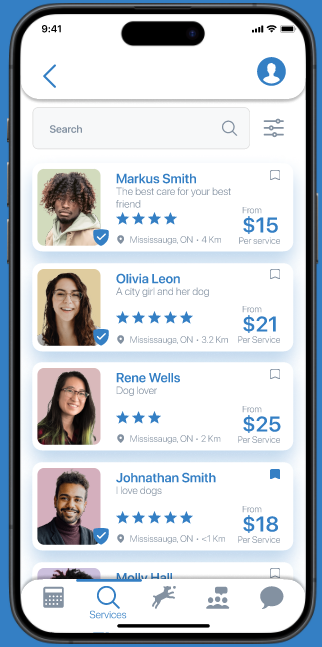 9:41
Search
Markus Smith
The best care for your best
friend
From
$15
Mississauga, ON • 4 Km
Per service
Olivia Leon
A city girl and her dog
From
$21
Mississauga, ON • 3.2 Km
Per Service
Rene Wells
Dog lover
From
$25
Mississauga, ON • 2 Km
Per Service
Johnathan Smith
I love dogs
From
$18
Mississauga, ON • <1 Km
Per Service
Molly Hall
Services